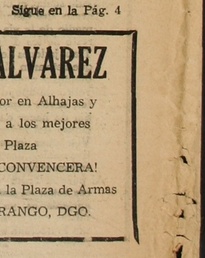 Sigue en la Pág. 4
ALVAREZ
or en Alhajas y
a los mejores
Plaza
CONVENCERA!
la Plaza de Armas
RANGO, DGO.